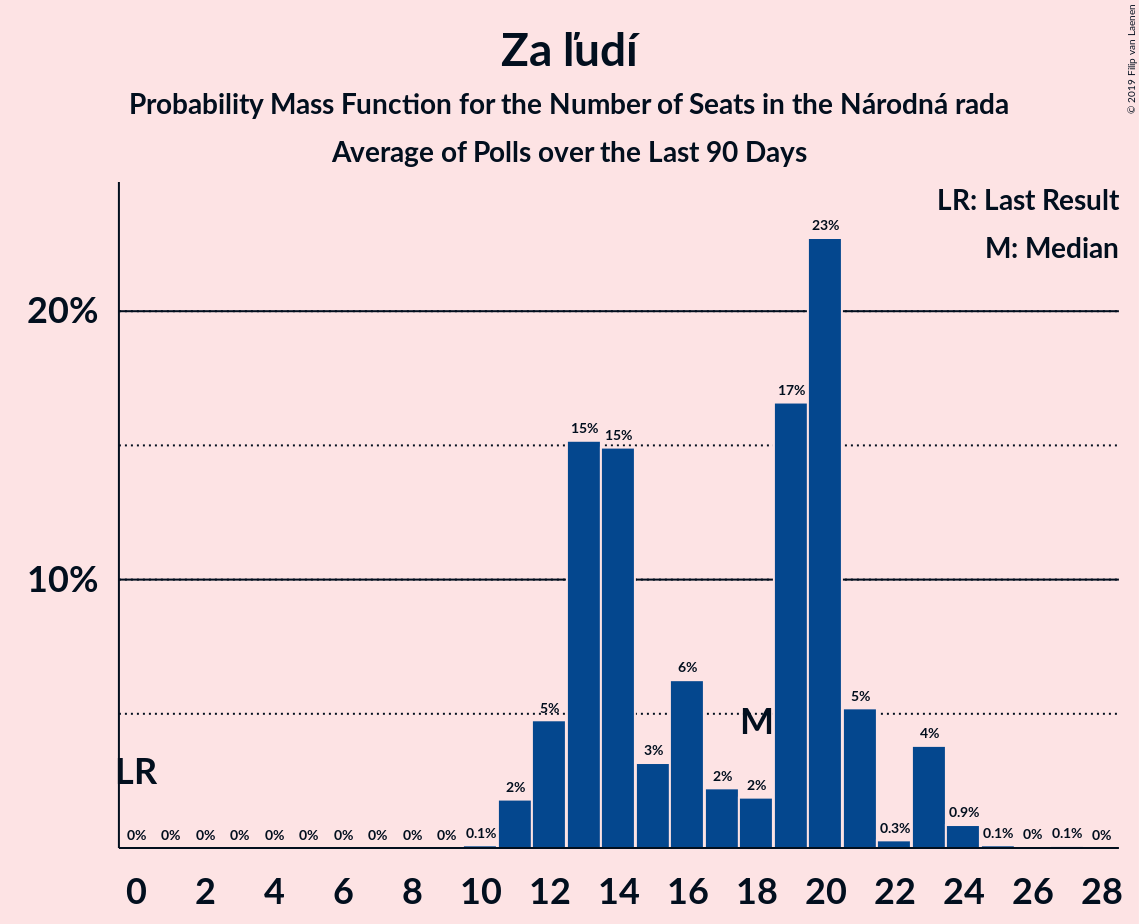 Za ľudí
Probability Mass Function for the Number of Seats in the Národná rada
Average of Polls over the Last 90 Days
© 2019 Filip van Laenen
LR: Last Result
M: Median
20%
10%
LR
M
0% 0% 0% 0% 0% 0% 0% 0% 0% 0% 0.1% 2% 5% 15% 15% 3% 6% 2% 2% 17% 23% 5% 0.3% 4% 0.9% 0.1% 0% 0.1% 0%
0 2 4 6 8 10 12 14 16 18 20 22 24 26 28